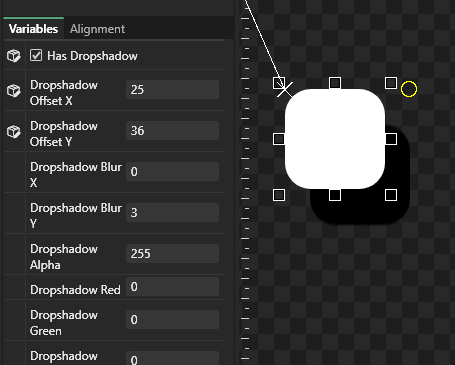 Variables Alignment
Has Dropshadow
Dropshadow
Offset X
25
Dropshadow
Offset Y
36
Dropshadow Blur
X
0
Dropshadow Blur
Y
3
Dropshadow
Alpha
255
Dropshadow Red
0
Dropshadow
Green
0
Dropshadow
0